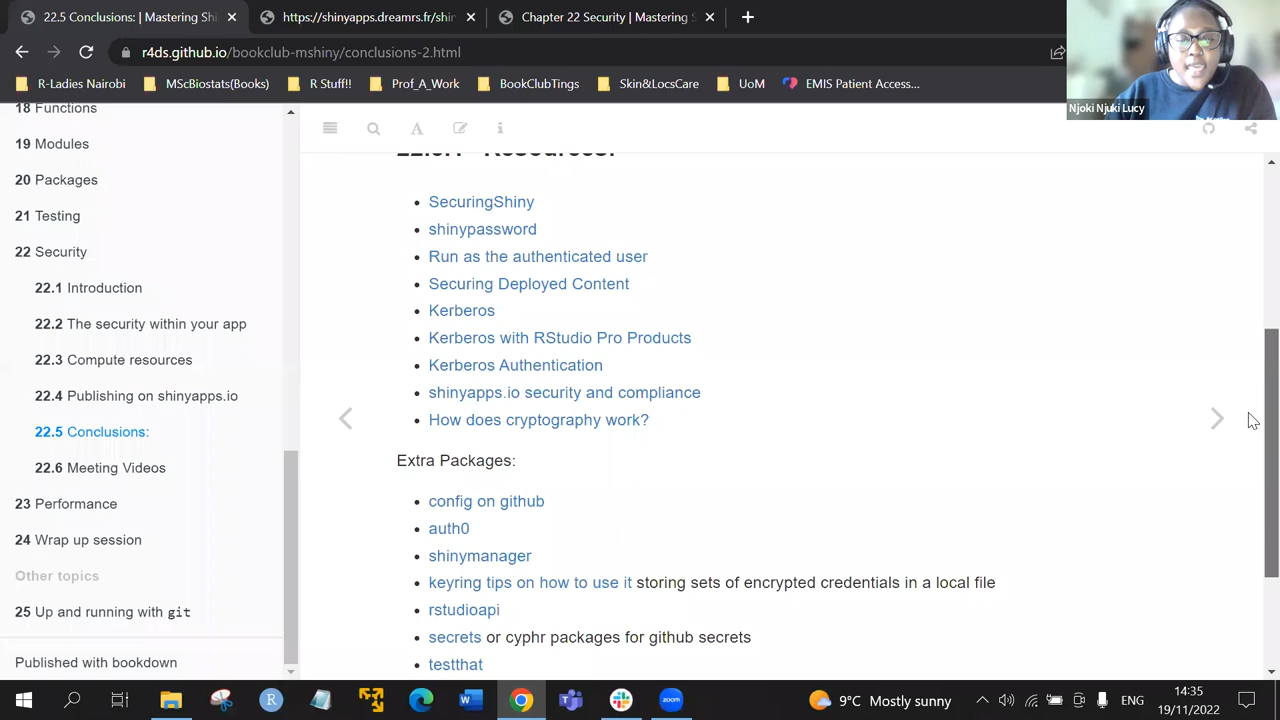 22.5 Conclusions: | Mastering Shi
https://shinyapps.dreamrs.fr/shin
Chapter 22 Security | Mastering S
r4ds.github.io/bookclub-mshiny/conclusions-2.html
R-Ladies Nairobi
MScBiostats(Books)
R Stuff!!
Prof_A_Work
BookClubTings
Skin&LocsCare
UoM
EMIS Patient Access...
Njoki Njuki Lucy
18 Functions
19 Modules
20 Packages
21 Testing
22 Security
22.1 Introduction
22.2 The security within your app
22.3 Compute resources
22.4 Publishing on shinyapps.io
22.5 Conclusions:
22.6 Meeting Videos
23 Performance
24 Wrap up session
Other topics
25 Up and running with git
Published with bookdown
SecuringShiny
shinypassword
Run as the authenticated user
Securing Deployed Content
Kerberos
Kerberos with RStudio Pro Products
Kerberos Authentication
shinyapps.io security and compliance
How does cryptography work?
Extra Packages:
config on github
auth0
shinymanager
keyring tips on how to use it storing sets of encrypted credentials in a local file
rstudioapi
secrets or cyphr packages for github secrets
testthat
9°C Mostly sunny
ENG
14:35
19/11/2022